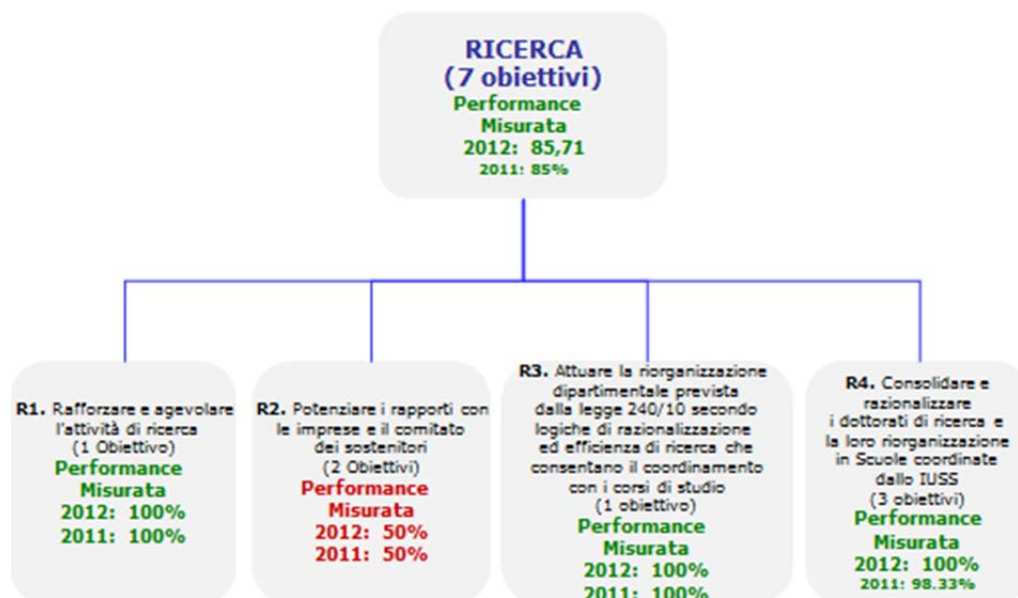 RICERCA
(7 obiettivi)
Performance
Misurata
2012: 85,71
2011: 85%
R1. Rafforzare e agevolare
l'attività di ricerca
(1 Obiettivo)
Performance
Misurata
2012: 100%
2011: 100%
R2. Potenziare i rapporti con
le imprese e il comitato
dei sostenitori
(2 Obiettivi)
Performance
Misurata
2012: 50%
2011: 50%
R3. Attuare la riorganizzazione
dipartimentale prevista
dalla legge 240/10 secondo
logiche di razionalizzazione
ed efficienza di ricerca che
consentano il coordinamento
con i corsi di studio
(1 obiettivo)
Performance
Misurata
2012: 100%
2011: 100%
R4. Consolidare e
razionalizzare
i dottorati di ricerca e
la loro riorganizzazione
in Scuole coordinate
dallo IUSS
(3 obiettivi)
Performance
Misurata
2012: 100%
2011: 98.33%